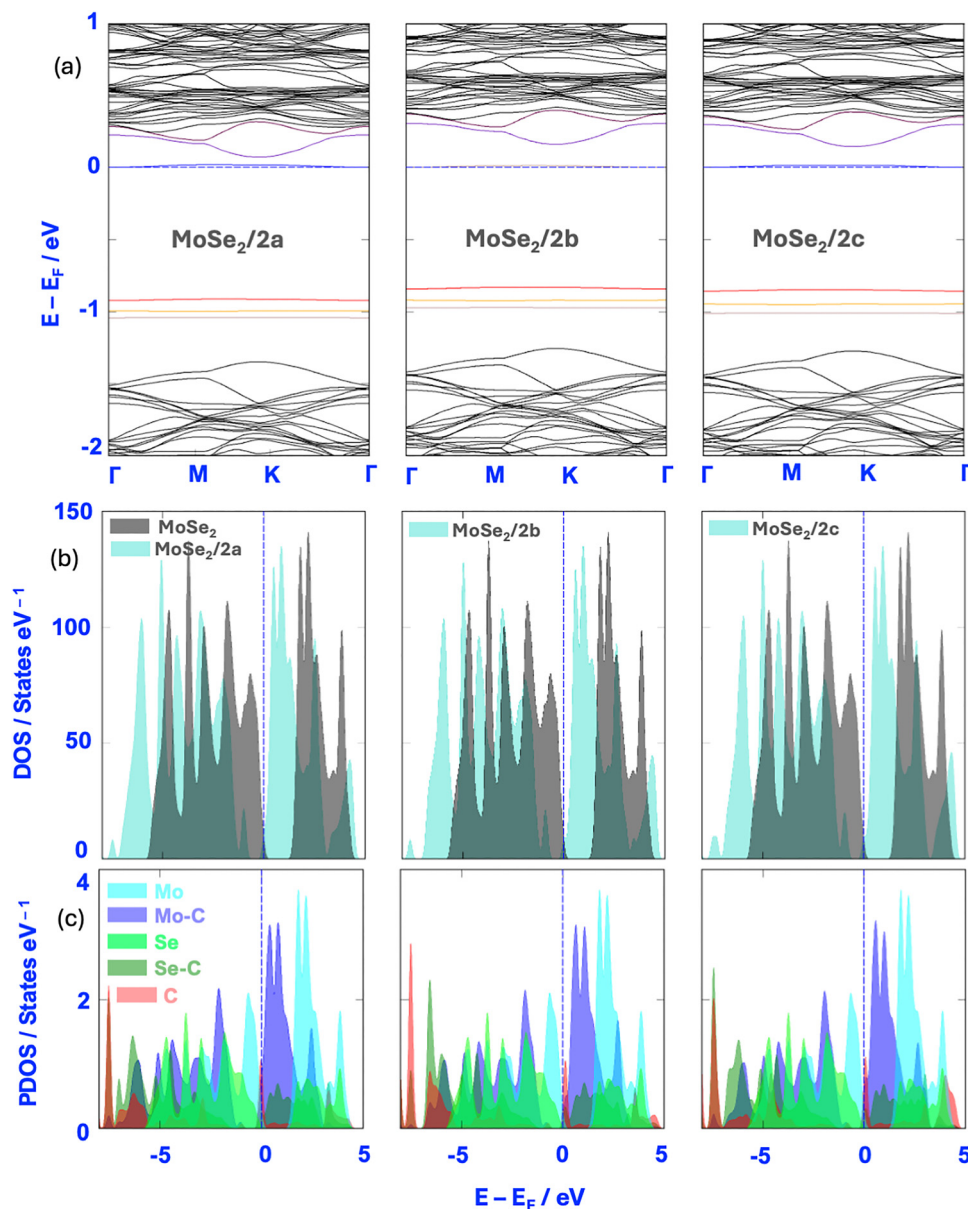 (a)
1
0
-1
-2
E – E_F / eV
MoSe₂/2a
MoSe₂/2b
MoSe₂/2c
Γ M K Γ
Γ M K Γ
Γ M K Γ
(b)
150
100
50
0
DOS / States eV⁻¹
MoSe₂
MoSe₂/2a
MoSe₂/2b
MoSe₂/2c
(c)
4
2
0
PDOS / States eV⁻¹
Mo
Mo-C
Se
Se-C
C
-5 0 5
-5 0 5
-5 0 5
E – E_F / eV